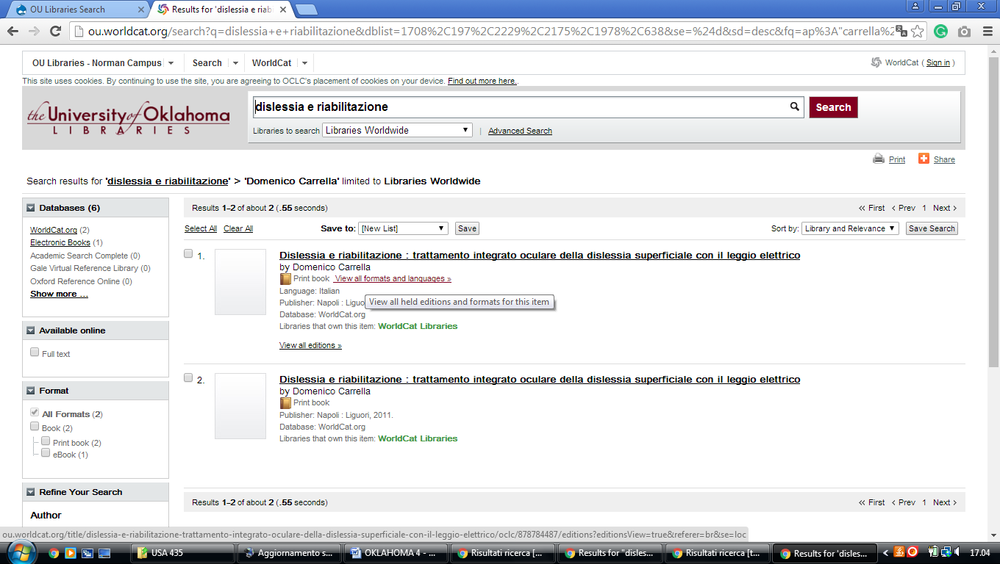 OU Libraries Search
Results for 'dislessia e riab
ou.worldcat.org/search?q=dislessia+e+riabilitazione&dblist=1708%2C197%2C2229%2C2175%2C1978%2C638&se=%24d&sd=desc&fq=ap%3A"carrella%2
OU Libraries - Norman Campus Search WorldCat
WorldCat ( Sign in )
This site uses cookies. By continuing to use the site, you are agreeing to OCLC's placement of cookies on your device. Find out more here..
the University of Oklahoma
LIBRARIES
dislessia e riabilitazione
Search
Libraries to search Libraries Worldwide | Advanced Search
Print Share
Search results for 'dislessia e riabilitazione' > 'Domenico Carrella' limited to Libraries Worldwide
Databases (6)
WorldCat.org (2)
Electronic Books (1)
Academic Search Complete (0)
Gale Virtual Reference Library (0)
Oxford Reference Online (0)
Show more ...
Available online
Full text
Format
All Formats (2)
Book (2)
Print book (2)
eBook (1)
Refine Your Search
Author
Results 1-2 of about 2 (.55 seconds)
« First < Prev 1 Next >
Select All Clear All
Save to: [New List] Save
Sort by: Library and Relevance Save Search
1. Dislessia e riabilitazione : trattamento integrato oculare della dislessia superficiale con il leggio elettrico
by Domenico Carrella
Print book View all formats and languages »
Language: Italian
Publisher: Napoli : Liguo
View all held editions and formats for this item
Database: WorldCat.org
Libraries that own this item: WorldCat Libraries
View all editions »
2. Dislessia e riabilitazione : trattamento integrato oculare della dislessia superficiale con il leggio elettrico
by Domenico Carrella
Print book
Publisher: Napoli : Liguori, 2011.
Database: WorldCat.org
Libraries that own this item: WorldCat Libraries
Results 1-2 of about 2 (.55 seconds)
« First < Prev 1 Next >
ou.worldcat.org/title/dislessia-e-riabilitazione-trattamento-integrato-oculare-della-dislessia-superficiale-con-il-leggio-elettrico/oclc/878784487/editions?editionsView=true&referer=br&se=loc
USA 435
Aggiornamento s...
OKLAHOMA 4 - ...
Risultati ricerca [...
Results for "disles...
Risultati ricerca [t...
Results for 'disles...
17.04